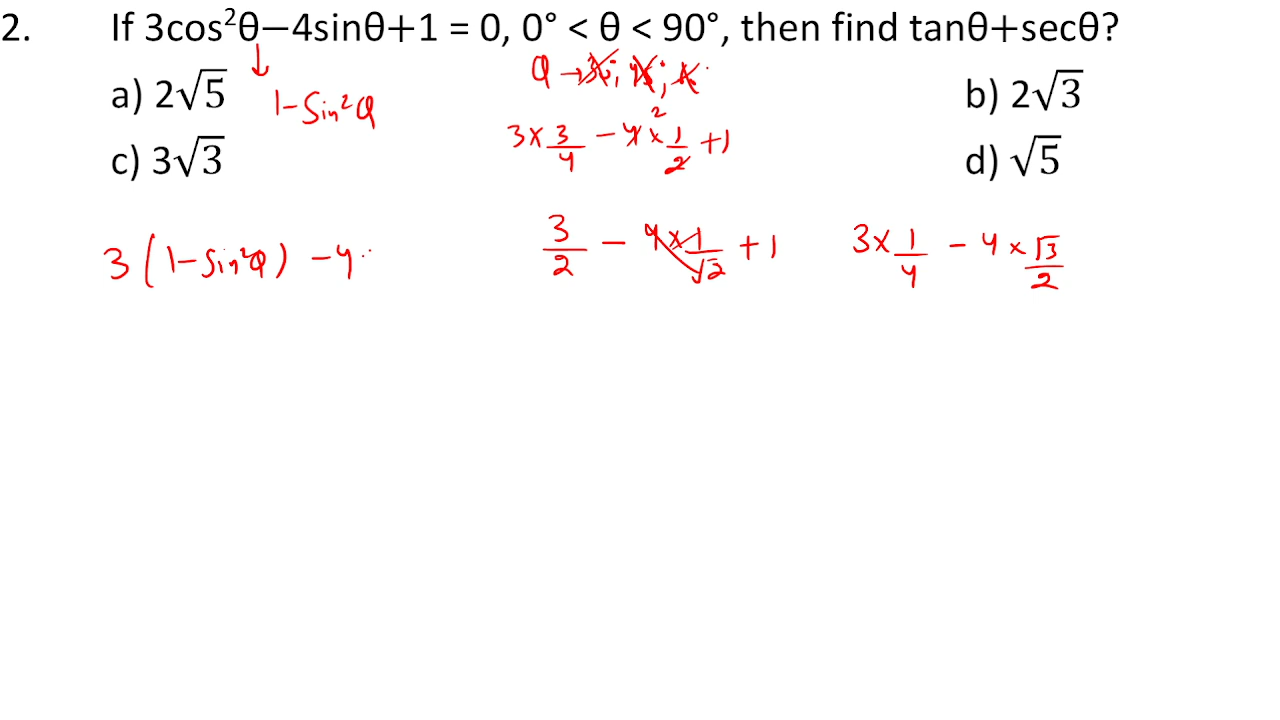 2. If 3cos²θ−4sinθ+1 = 0, 0° < θ < 90°, then find tanθ+secθ?
a) 2√5
b) 2√3
c) 3√3
d) √5
1-Sin²θ
θ →
3×3/4 - 4×1/2 +1
2
3(1-Sin²θ) -4
3/2 - 4×1/√2 +1
3×1/4 - 4×√3/2